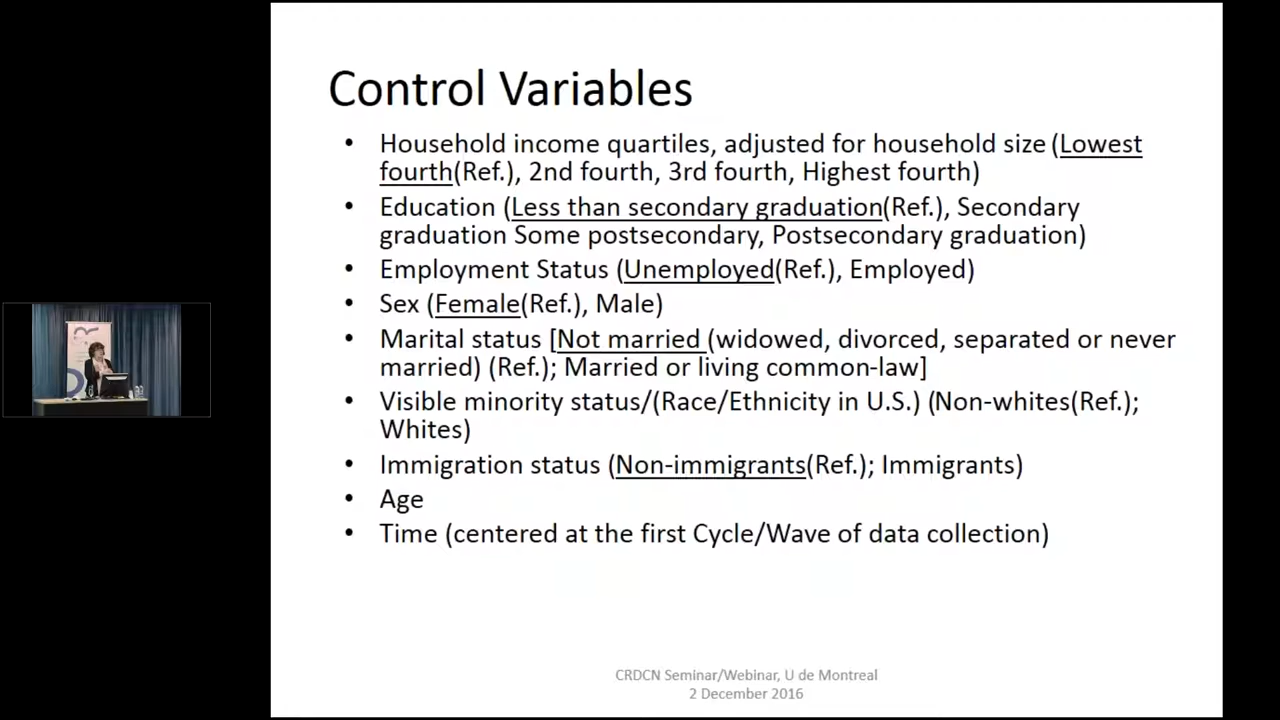 Control Variables
• Household income quartiles, adjusted for household size (Lowest
fourth(Ref.), 2nd fourth, 3rd fourth, Highest fourth)
• Education (Less than secondary graduation(Ref.), Secondary
graduation Some postsecondary, Postsecondary graduation)
• Employment Status (Unemployed(Ref.), Employed)
• Sex (Female(Ref.), Male)
• Marital status [Not married (widowed, divorced, separated or never
married) (Ref.); Married or living common-law]
• Visible minority status/(Race/Ethnicity in U.S.) (Non-whites(Ref.);
Whites)
• Immigration status (Non-immigrants(Ref.); Immigrants)
• Age
• Time (centered at the first Cycle/Wave of data collection)
CRDCN Seminar/Webinar, U de Montreal
2 December 2016